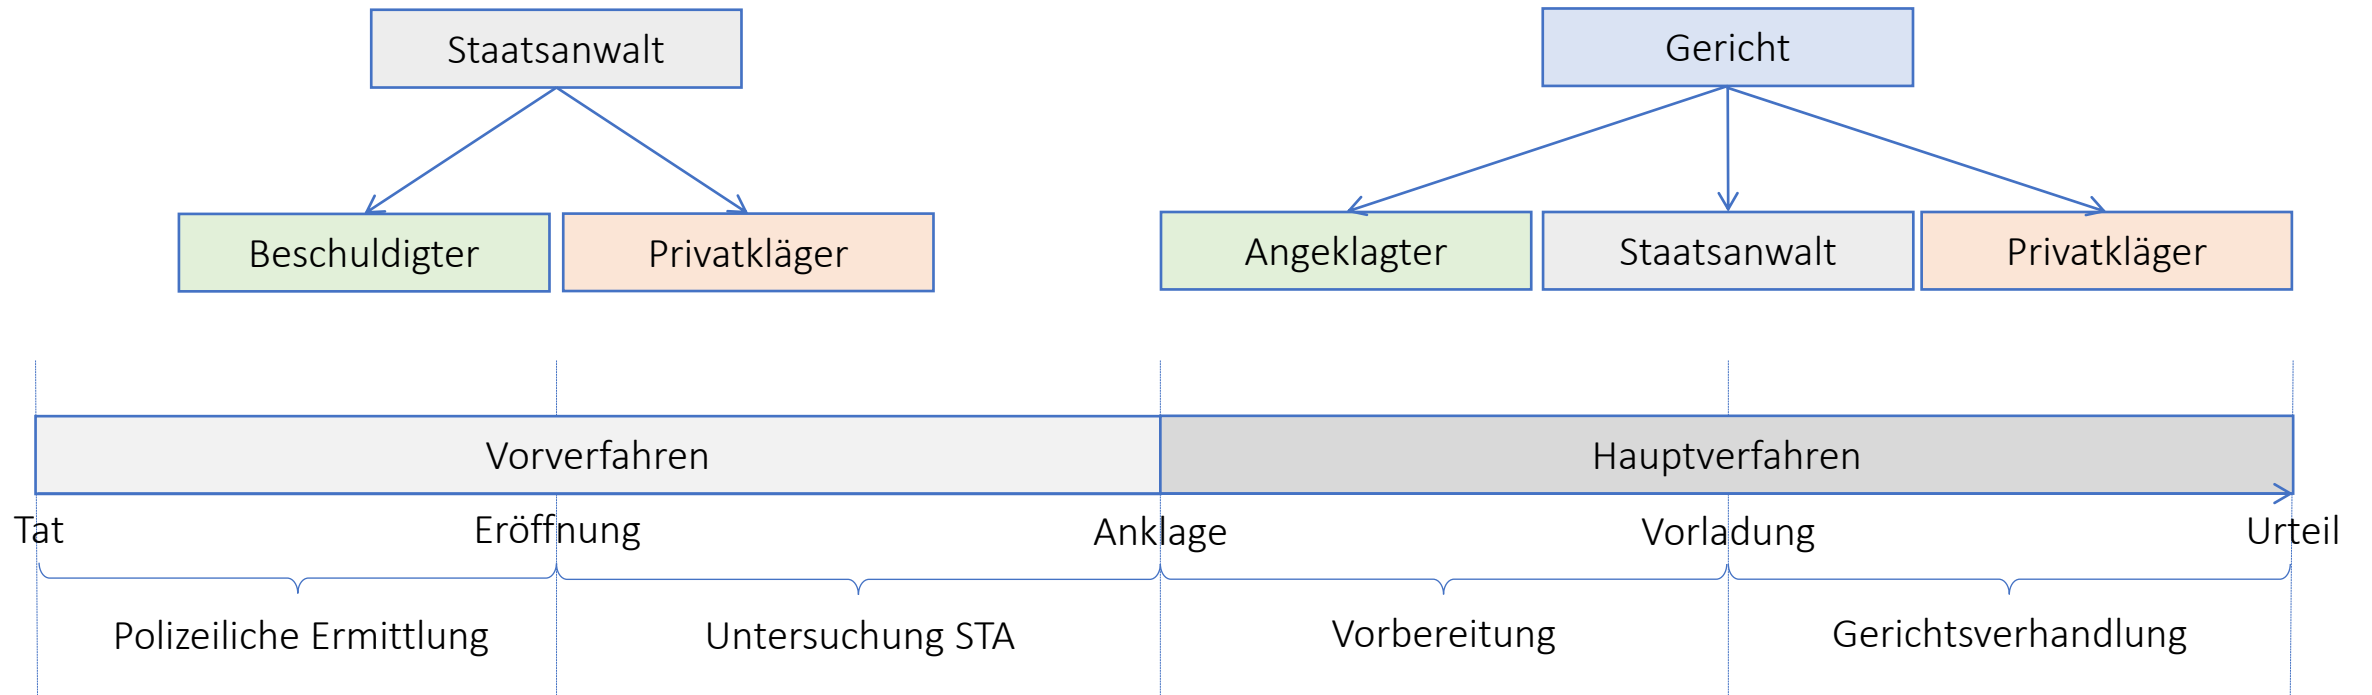 Staatsanwalt
Gericht
Beschuldigter
Privatkläger
Angeklagter
Staatsanwalt
Privatkläger
Vorverfahren
Hauptverfahren
Tat
Eröffnung
Anklage
Vorladung
Urteil
Polizeiliche Ermittlung
Untersuchung STA
Vorbereitung
Gerichtsverhandlung